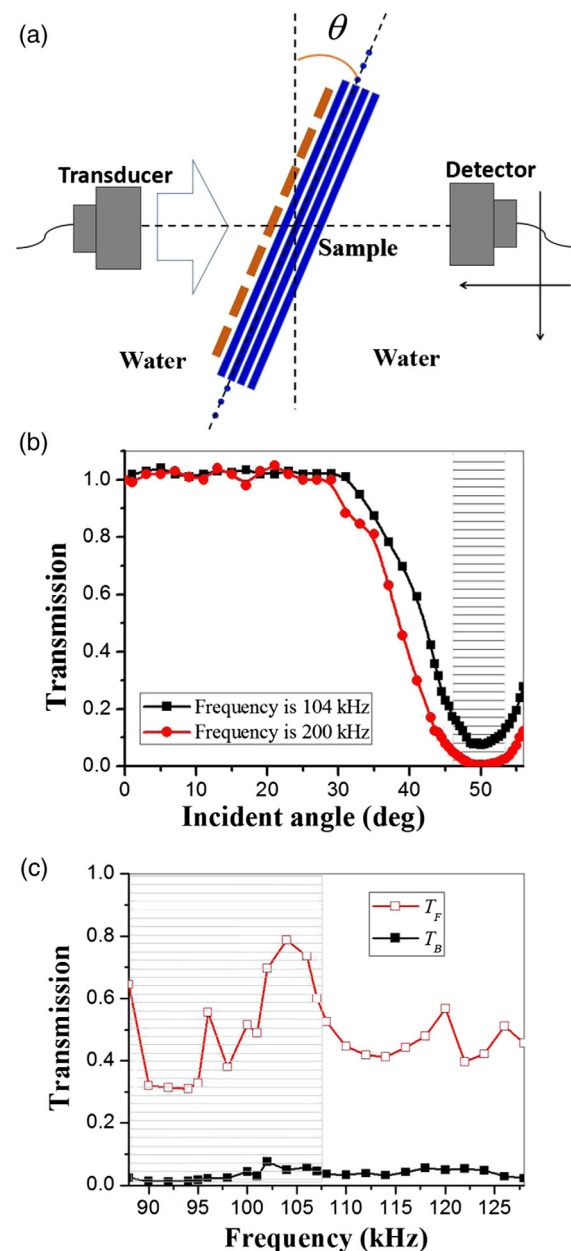 (a)
θ
Transducer
Detector
Sample
Water
Water
(b)
1.0
0.8
0.6
0.4
0.2
0.0
Transmission
Frequency is 104 kHz
Frequency is 200 kHz
0
10
20
30
40
50
Incident angle (deg)
(c)
1.0
0.8
0.6
0.4
0.2
0.0
Transmission
T_F
T_B
90
95
100
105
110
115
120
125
Frequency (kHz)